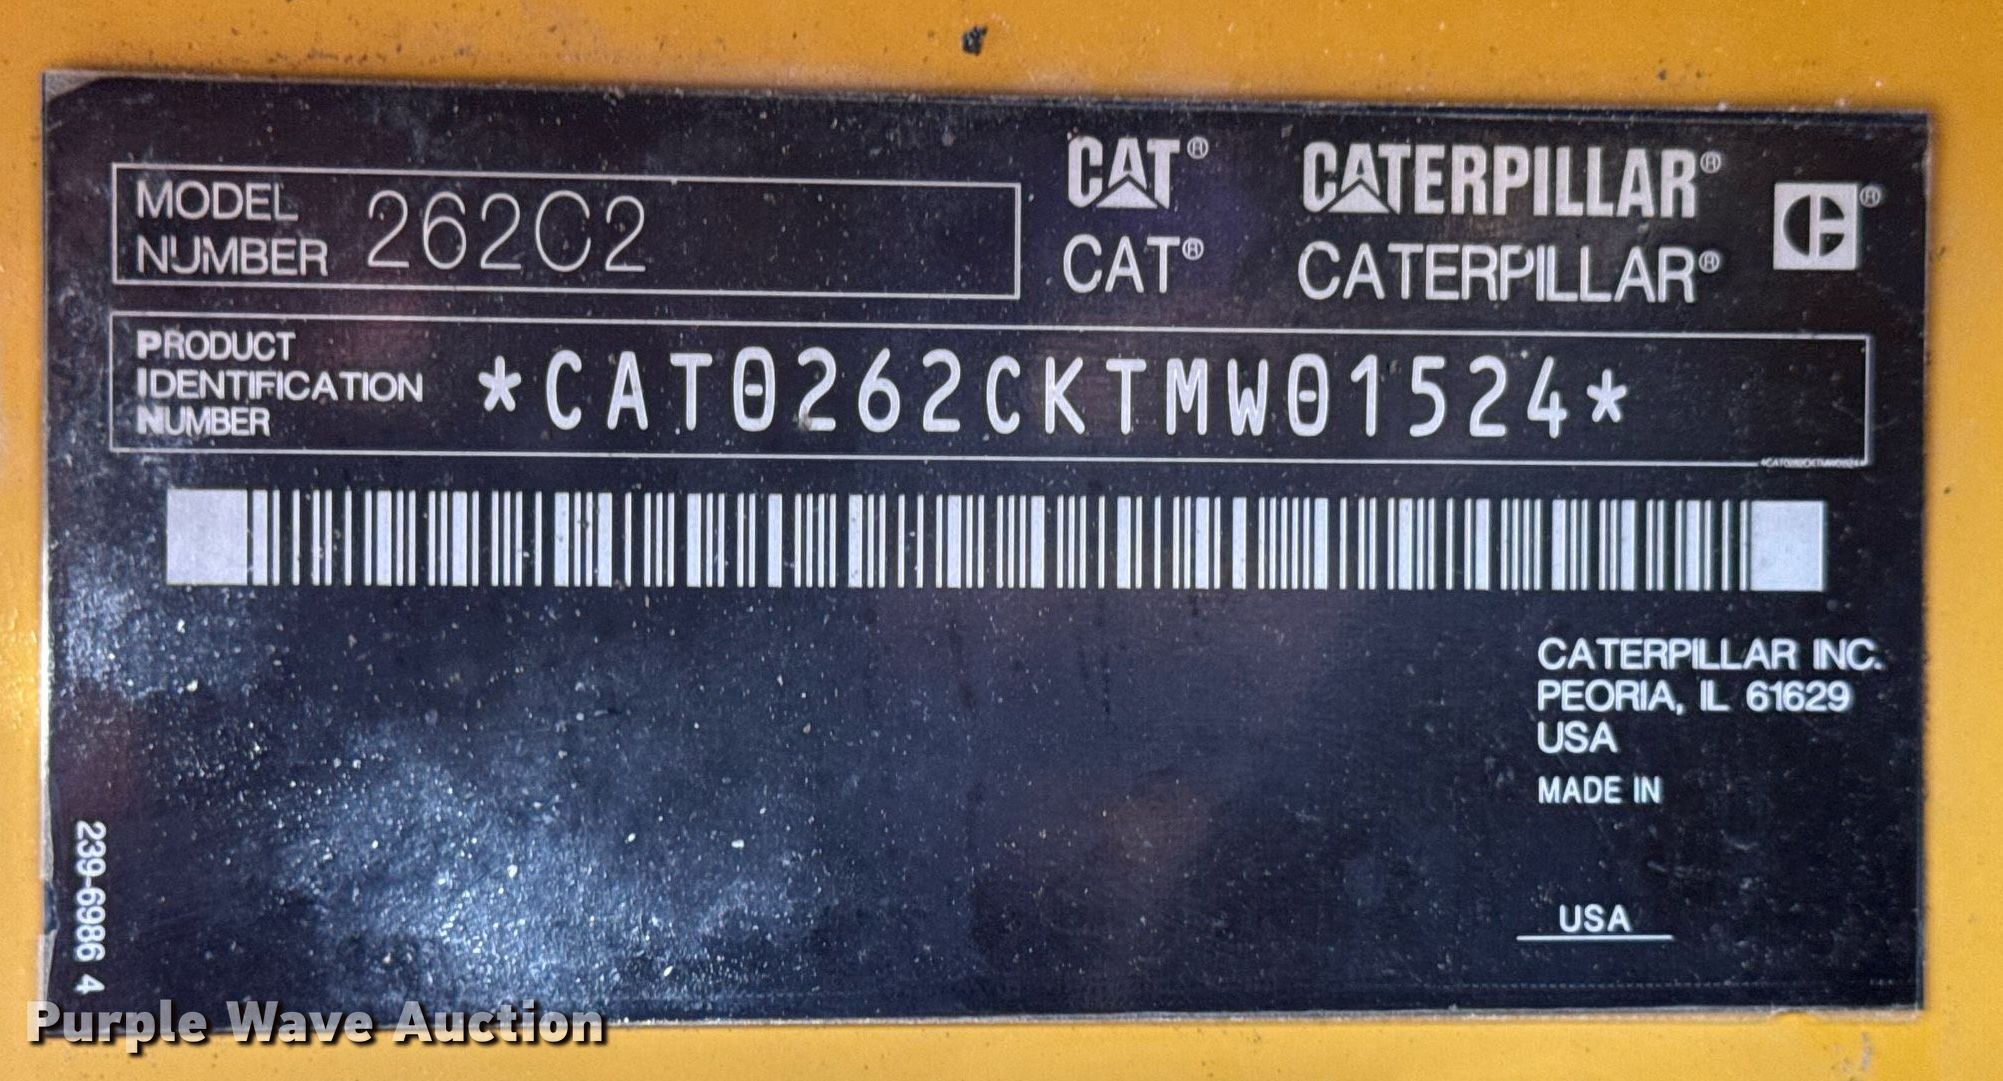 MODEL NUMBER 262C2
CAT® CATERPILLAR® ®
CAT® CATERPILLAR®
PRODUCT IDENTIFICATION NUMBER *CAT0262CKTMW01524*
*CAT0262CKTMW01524*
CATERPILLAR INC.
PEORIA, IL 61629
USA
MADE IN
USA
239-6986 4
Purple Wave Auction